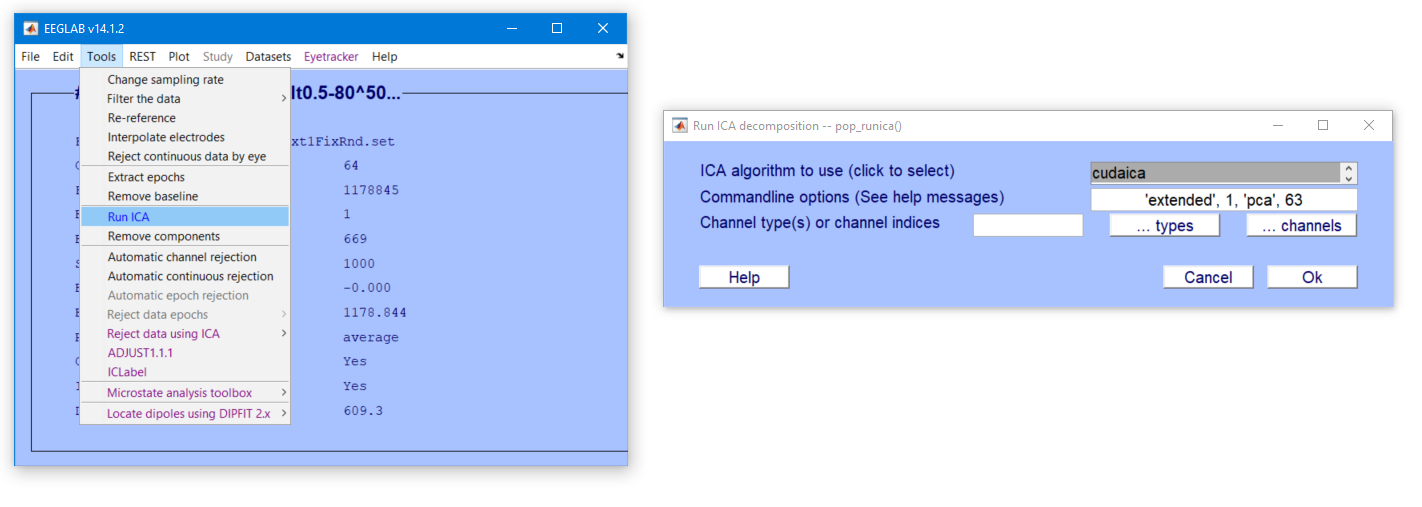 EEGLAB v14.1.2
File Edit Tools REST Plot Study Datasets Eyetracker Help
lt0.5-80^50...
Change sampling rate
Filter the data
Re-reference
Interpolate electrodes
Reject continuous data by eye
Extract epochs
Remove baseline
Run ICA
Remove components
Automatic channel rejection
Automatic continuous rejection
Automatic epoch rejection
Reject data epochs
Reject data using ICA
ADJUST1.1.1
ICLabel
Microstate analysis toolbox
Locate dipoles using DIPFIT 2.x
xt1FixRnd.set
64
1178845
1
669
1000
-0.000
1178.844
average
Yes
Yes
609.3
Run ICA decomposition -- pop_runica()
ICA algorithm to use (click to select) cudaica
Commandline options (See help messages) 'extended', 1, 'pca', 63
Channel type(s) or channel indices ... types ... channels
Help Cancel Ok